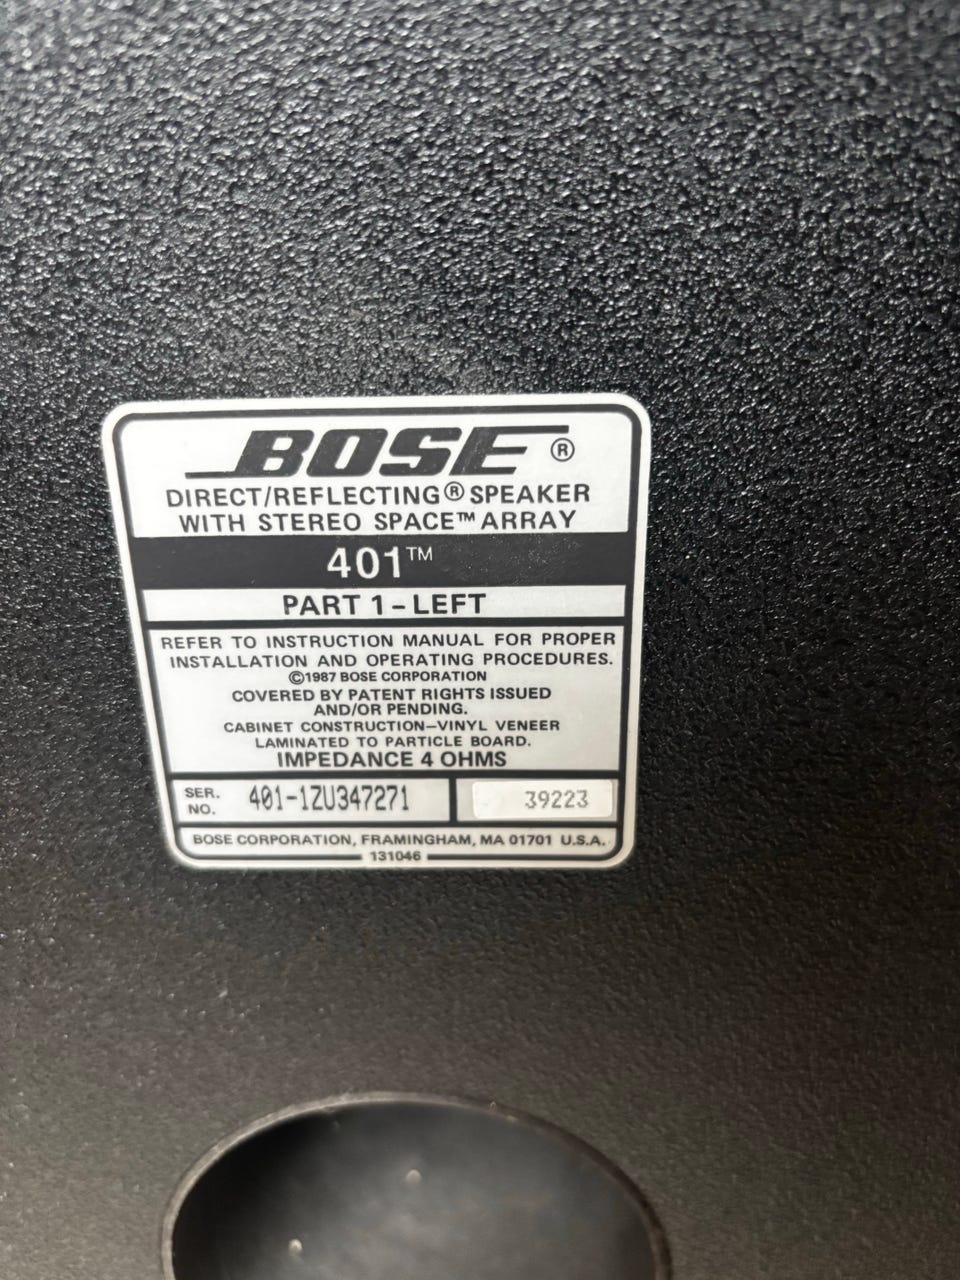 BOSE®
DIRECT/REFLECTING® SPEAKER
WITH STEREO SPACE™ ARRAY
401™
PART 1-LEFT
REFER TO INSTRUCTION MANUAL FOR PROPER
INSTALLATION AND OPERATING PROCEDURES.
©1987 BOSE CORPORATION
COVERED BY PATENT RIGHTS ISSUED
AND/OR PENDING.
CABINET CONSTRUCTION-VINYL VENEER
LAMINATED TO PARTICLE BOARD.
IMPEDANCE 4 OHMS
SER. NO. 401-1ZU347271 39223
BOSE CORPORATION, FRAMINGHAM, MA 01701 U.S.A.
131046